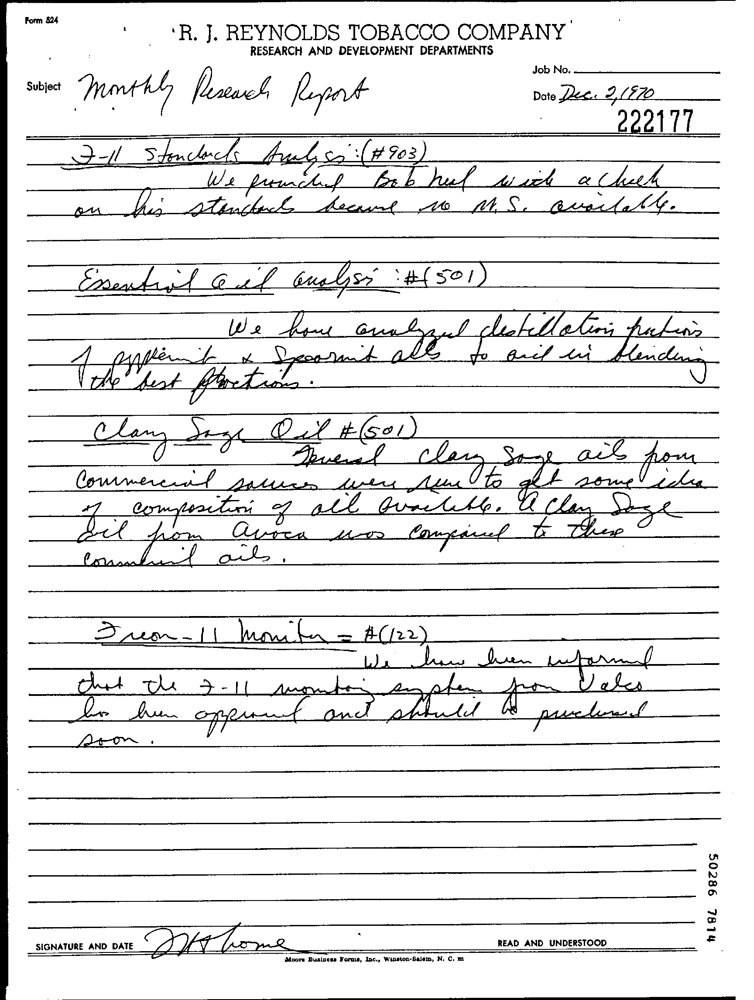 Form 524
R. J. REYNOLDS TOBACCO COMPANY
RESEARCH AND DEVELOPMENT DEPARTMENTS
Subject Monthly Research Report
Job No.
Date Dec. 2, 1970
222177
F-11 Standards Analysis: (#903)
We provided Bob with a check
on his standards because no M.S. available.
Essential Oil analysis: #(501)
We have analyzed distillation fractions
of peppermint & Spearmint oils to aid in blending
the best fractions.
Clary Sage Oil #(501)
Several clary Sage oils from
Commercial sources were run to get some idea
of composition of oil available. A Clary Sage
Oil from Avoca was compared to these
Commercial oils.
Freon-11 Monitor = #(122)
We have been informed
that the F-11 monitoring system from Valco
has been approved and should be purchased
soon.
SIGNATURE AND DATE
READ AND UNDERSTOOD
Moore Business Forms, Inc., Winston-Salem, N. C. m
50286 7814